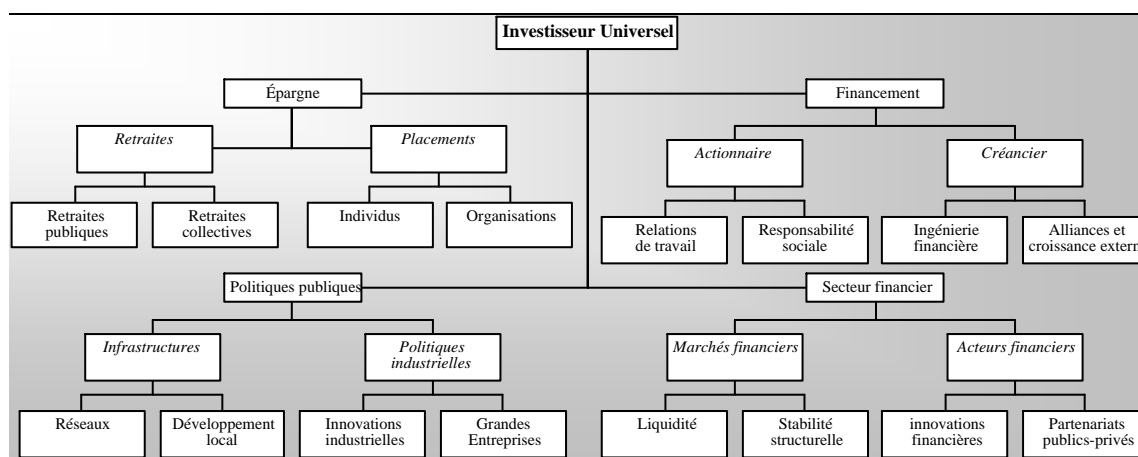 Investisseur Universel
Épargne
Financement
Retraites
Placements
Actionnaire
Créancier
Retraites
publiques
Retraites
collectives
Individus
Organisations
Relations
de travail
Responsabilité
sociale
Ingénierie
financière
Alliances et
croissance extern
Politiques publiques
Secteur financier
Infrastructures
Politiques
industrielles
Marchés financiers
Acteurs financiers
Réseaux
Développement
local
Innovations
industrielles
Grandes
Entreprises
Liquidité
Stabilité
structurelle
innovations
financières
Partenariats
publics-privés